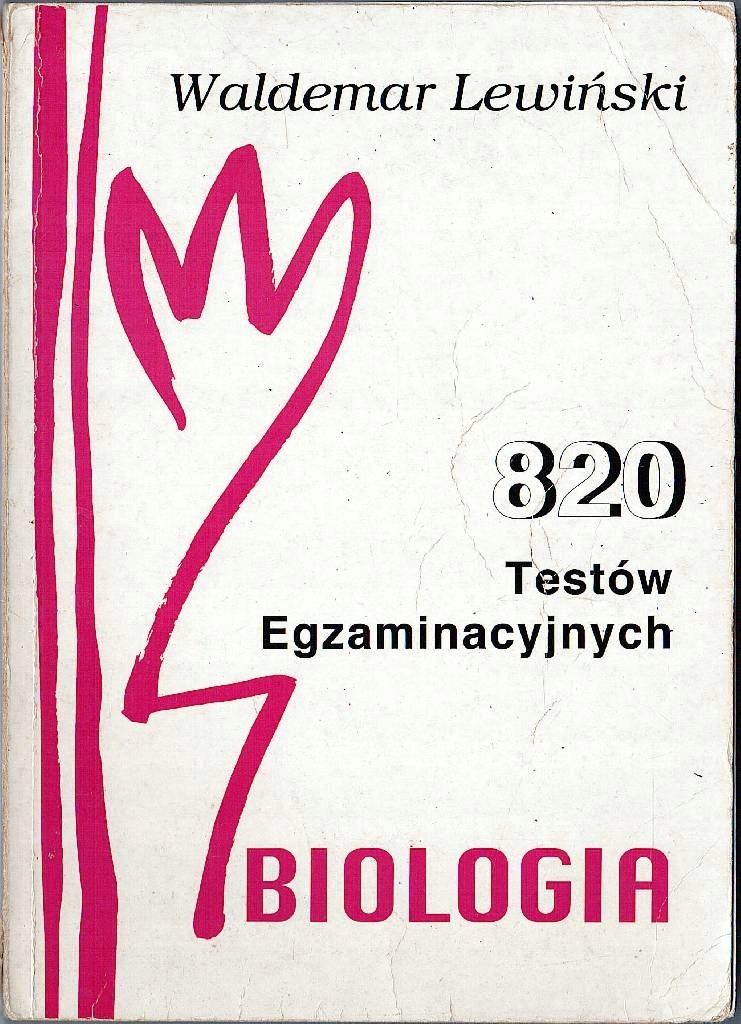 Waldemar Lewiński
820
Testów
Egzaminacyjnych
BIOLOGIA